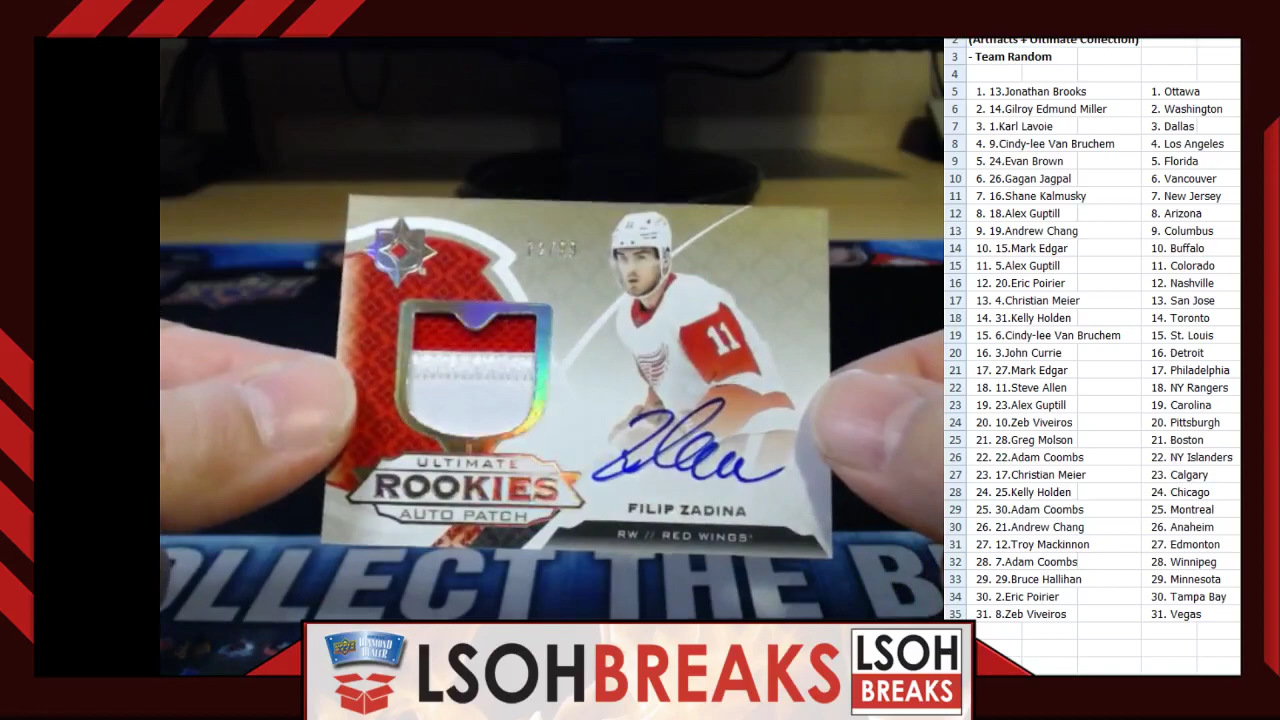 2 (Artifacts + Ultimate Collection)
3 - Team Random
4
5 1. 13.Jonathan Brooks 1. Ottawa
6 2. 14.Gilroy Edmund Miller 2. Washington
7 3. 1.Karl Lavoie 3. Dallas
8 4. 9.Cindy-lee Van Bruchem 4. Los Angeles
9 5. 24.Evan Brown 5. Florida
10 6. 26.Gagan Jagpal 6. Vancouver
11 7. 16.Shane Kalmusky 7. New Jersey
12 8. 18.Alex Guptill 8. Arizona
13 9. 19.Andrew Chang 9. Columbus
14 10. 15.Mark Edgar 10. Buffalo
15 11. 5.Alex Guptill 11. Colorado
16 12. 20.Eric Poirier 12. Nashville
17 13. 4.Christian Meier 13. San Jose
18 14. 31.Kelly Holden 14. Toronto
19 15. 6.Cindy-lee Van Bruchem 15. St. Louis
20 16. 3.John Currie 16. Detroit
21 17. 27.Mark Edgar 17. Philadelphia
22 18. 11.Steve Allen 18. NY Rangers
23 19. 23.Alex Guptill 19. Carolina
24 20. 10.Zeb Viveiros 20. Pittsburgh
25 21. 28.Greg Molson 21. Boston
26 22. 22.Adam Coombs 22. NY Islanders
27 23. 17.Christian Meier 23. Calgary
28 24. 25.Kelly Holden 24. Chicago
29 25. 30.Adam Coombs 25. Montreal
30 26. 21.Andrew Chang 26. Anaheim
31 27. 12.Troy Mackinnon 27. Edmonton
32 28. 7.Adam Coombs 28. Winnipeg
33 29. 29.Bruce Hallihan 29. Minnesota
34 30. 2.Eric Poirier 30. Tampa Bay
35 31. 8.Zeb Viveiros 31. Vegas
11
ULTIMATE
ROOKIES
AUTO PATCH
FILIP ZADINA
RW // RED WINGS
OLLECT THE B
DIAMOND
DEALER
LSOHBREAKS
LSOH
BREAKS